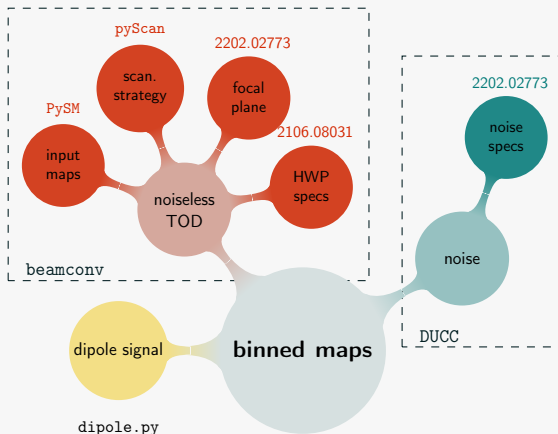 pyScan
2202.02773
scan.
strategy
focal
plane
2202.02773
PySM
2106.08031
noise
specs
input
maps
HWP
specs
noiseless
TOD
noise
beamconv
DUCC
dipole signal
binned maps
dipole.py